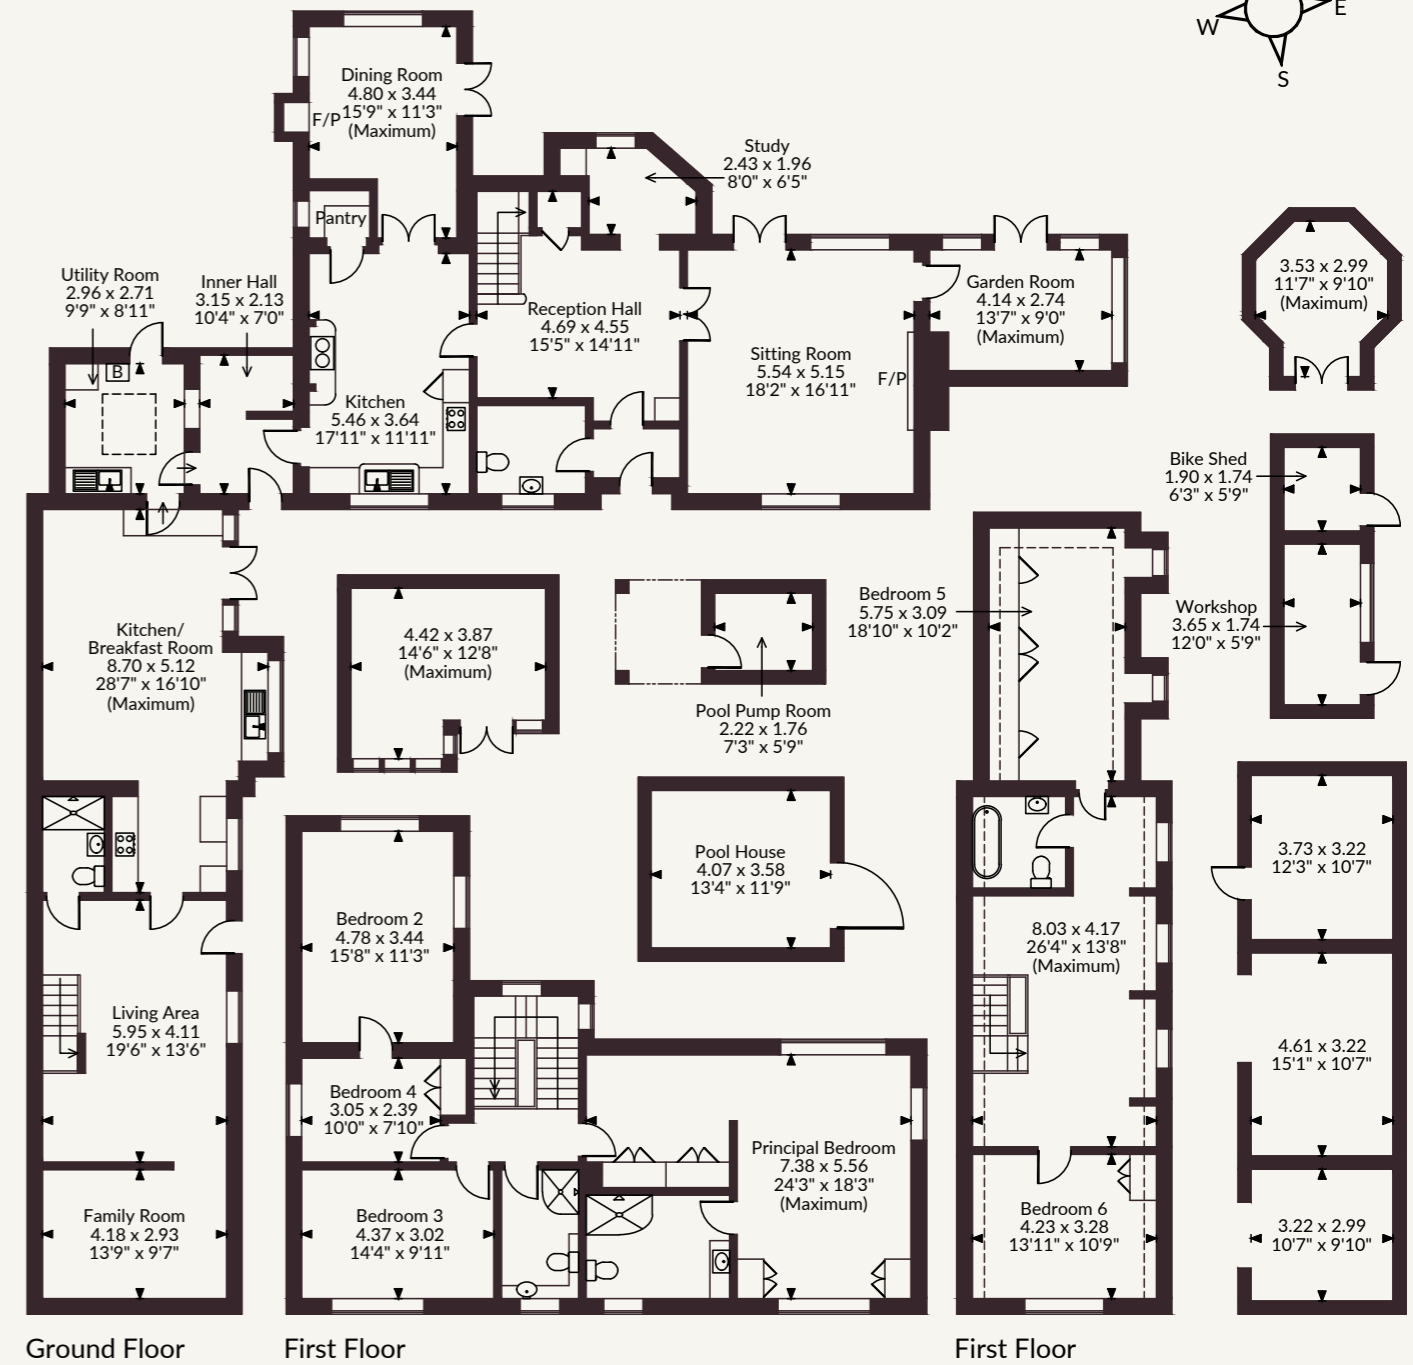 W
E
S
Dining Room
4.80 x 3.44
15'9" x 11'3"
(Maximum)
F/P
Pantry
Study
2.43 x 1.96
8'0" x 6'5"
Utility Room
2.96 x 2.71
9'9" x 8'11"
Inner Hall
3.15 x 2.13
10'4" x 7'0"
B
Kitchen
5.46 x 3.64
17'11" x 11'11"
Reception Hall
4.69 x 4.55
15'5" x 14'11"
Sitting Room
5.54 x 5.15
18'2" x 16'11"
F/P
Garden Room
4.14 x 2.74
13'7" x 9'0"
(Maximum)
3.53 x 2.99
11'7" x 9'10"
(Maximum)
Bike Shed
1.90 x 1.74
6'3" x 5'9"
Workshop
3.65 x 1.74
12'0" x 5'9"
Kitchen/
Breakfast Room
8.70 x 5.12
28'7" x 16'10"
(Maximum)
4.42 x 3.87
14'6" x 12'8"
(Maximum)
Pool Pump Room
2.22 x 1.76
7'3" x 5'9"
Bedroom 5
5.75 x 3.09
18'10" x 10'2"
Pool House
4.07 x 3.58
13'4" x 11'9"
3.73 x 3.22
12'3" x 10'7"
Living Area
5.95 x 4.11
19'6" x 13'6"
Bedroom 2
4.78 x 3.44
15'8" x 11'3"
8.03 x 4.17
26'4" x 13'8"
(Maximum)
4.61 x 3.22
15'1" x 10'7"
Bedroom 4
3.05 x 2.39
10'0" x 7'10"
Principal Bedroom
7.38 x 5.56
24'3" x 18'3"
(Maximum)
Family Room
4.18 x 2.93
13'9" x 9'7"
Bedroom 3
4.37 x 3.02
14'4" x 9'11"
Bedroom 6
4.23 x 3.28
13'11" x 10'9"
3.22 x 2.99
10'7" x 9'10"
Ground Floor
First Floor
First Floor